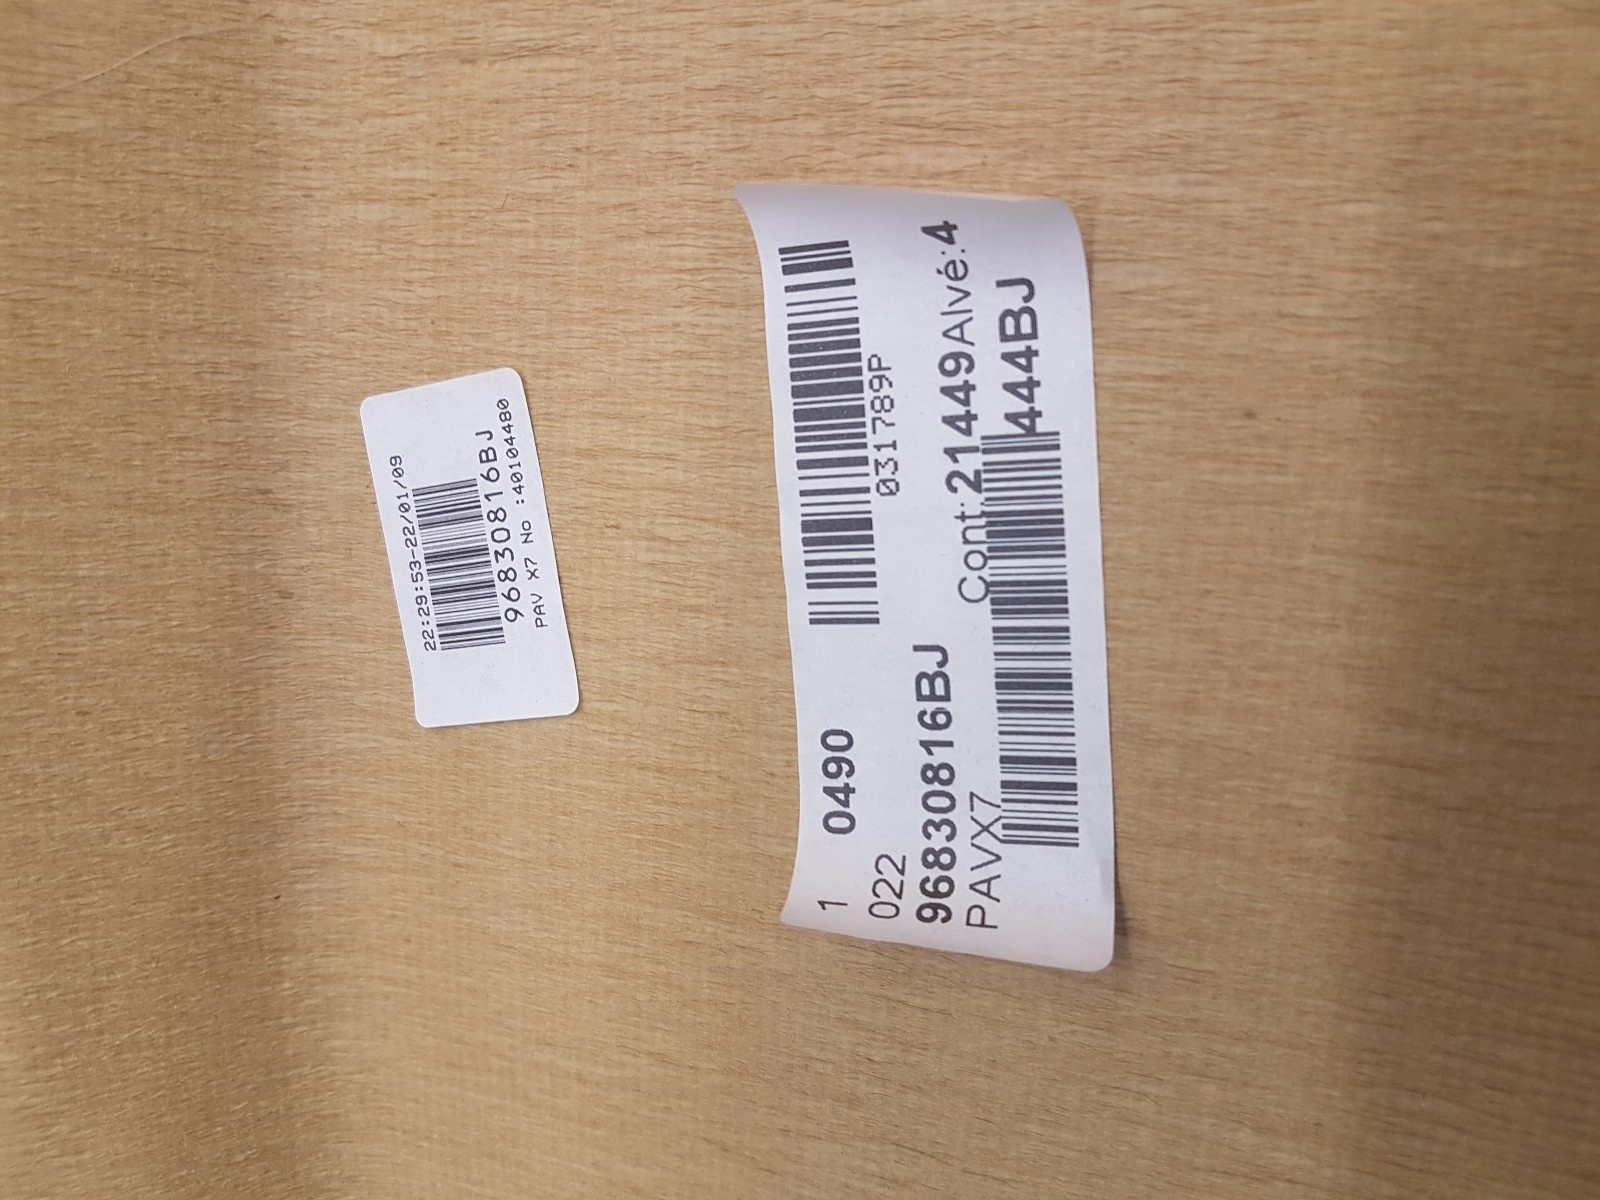 22:29:53-22/01/09
96830816BJ
PAV X7 No :40104480
1 0490
031789P
022
96830816BJ
Cont:21449Alvé:4
PAVX7
444BJ